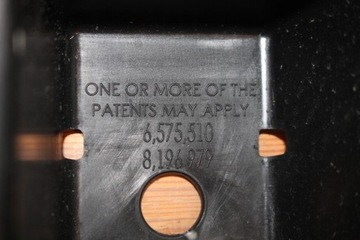 ONE OR MORE OF THE
PATENTS MAY APPLY
6,575,510
8,196,979